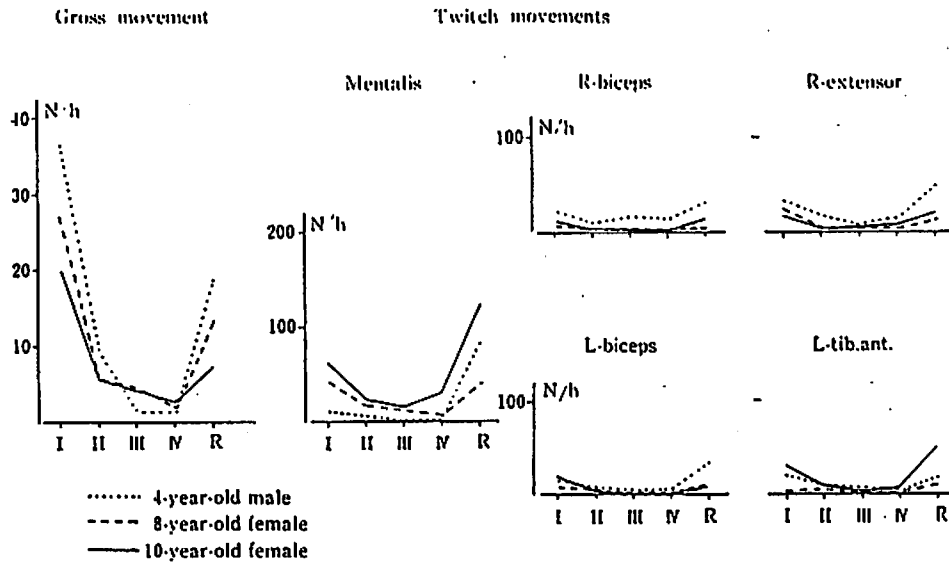 Gross movement
Twitch movements
Mentalis
R-biceps
R-extensor
N/h
40
30
20
10
I II III IV R
N/h
200
100
I II III IV R
N/h
100
L-biceps
L-tib.ant.
N/h
100
I II III IV R
I II III IV R
4-year-old male
8-year-old female
10-year-old female